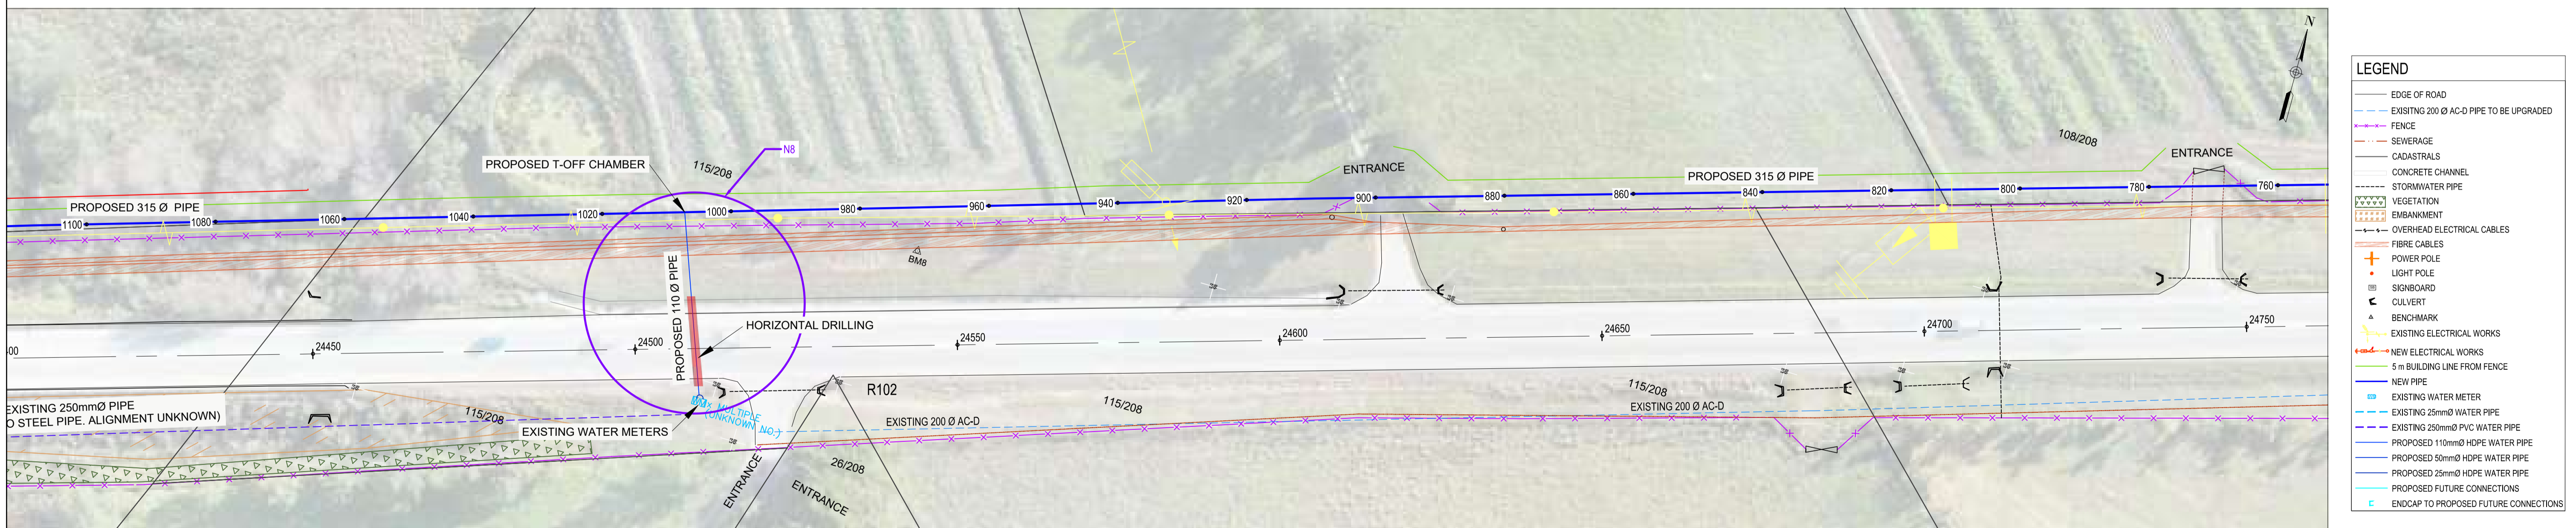 N
PROPOSED T-OFF CHAMBER
N8
115/208
ENTRANCE
PROPOSED 315 Ø PIPE
108/208
ENTRANCE
PROPOSED 315 Ø PIPE
1100
1080
1060
1040
1020
1000
980
960
940
920
900
880
860
840
820
800
780
760
BM8
PROPOSED 110 Ø PIPE
HORIZONTAL DRILLING
24450
24500
24550
24600
24650
24700
24750
R102
EXISTING 250mmØ PIPE
O STEEL PIPE. ALIGNMENT UNKNOWN)
115/208
EXISTING WATER METERS
MULTIPLE
(UNKNOWN NO.)
EXISTING 200 Ø AC-D
115/208
EXISTING 200 Ø AC-D
115/208
ENTRANCE
26/208
ENTRANCE
LEGEND
EDGE OF ROAD
EXISITNG 200 Ø AC-D PIPE TO BE UPGRADED
FENCE
SEWERAGE
CADASTRALS
CONCRETE CHANNEL
STORMWATER PIPE
VEGETATION
EMBANKMENT
OVERHEAD ELECTRICAL CABLES
FIBRE CABLES
POWER POLE
LIGHT POLE
SIGNBOARD
CULVERT
BENCHMARK
EXISTING ELECTRICAL WORKS
NEW ELECTRICAL WORKS
5 m BUILDING LINE FROM FENCE
NEW PIPE
EXISTING WATER METER
EXISTING 25mmØ WATER PIPE
EXISTING 250mmØ PVC WATER PIPE
PROPOSED 110mmØ HDPE WATER PIPE
PROPOSED 50mmØ HDPE WATER PIPE
PROPOSED 25mmØ HDPE WATER PIPE
PROPOSED FUTURE CONNECTIONS
ENDCAP TO PROPOSED FUTURE CONNECTIONS